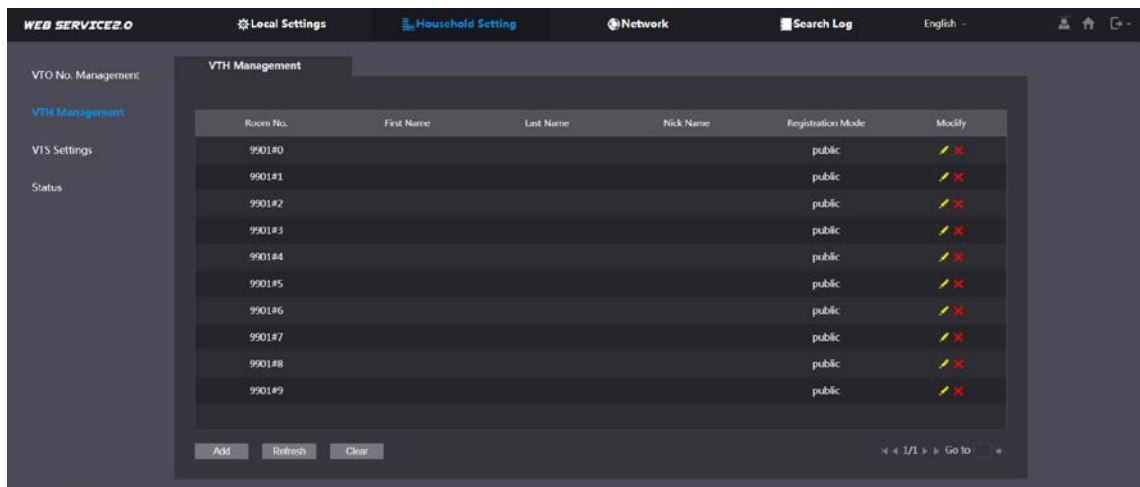 WEB SERVICE2.0 Local Settings Household Setting Network Search Log English
VTO No. Management
VTH Management
VTS Settings
Status
VTH Management
Room No. First Name Last Name Nick Name Registration Mode Modify
9901#0 public
9901#1 public
9901#2 public
9901#3 public
9901#4 public
9901#5 public
9901#6 public
9901#7 public
9901#8 public
9901#9 public
Add Refresh Clear 1/1 Go to